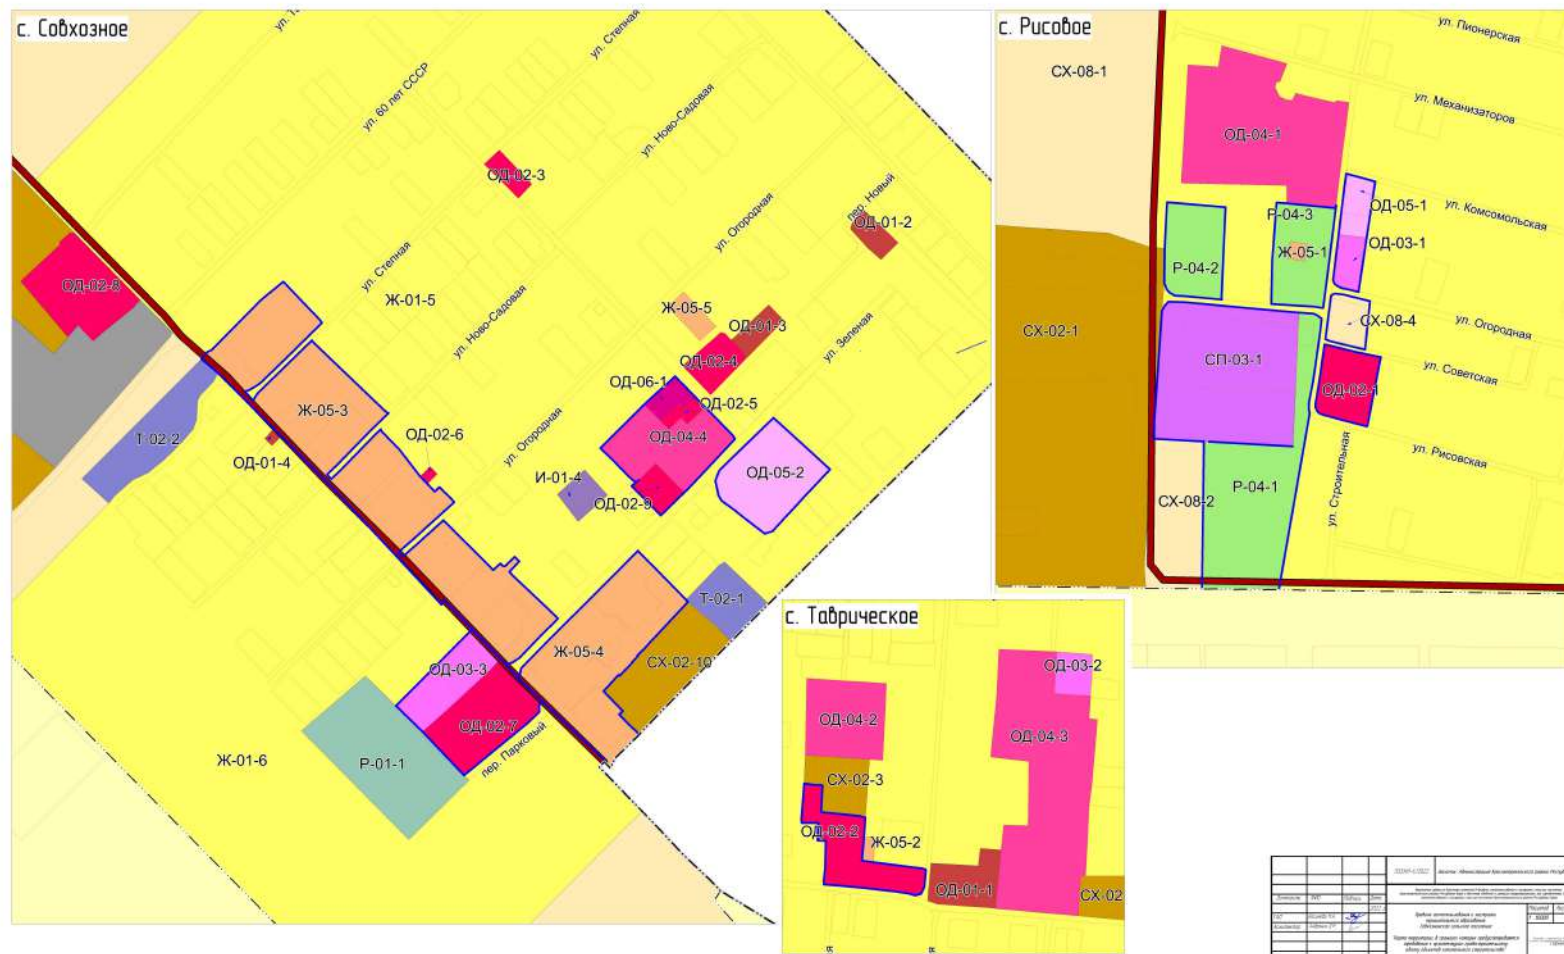 с. Совхозное
ул. 60 лет СССР
ул. Степная
ул. Ново-Садовая
ОД-02-3
пер. Новый
ОД-01-2
ул. Огородная
ОД-02-8
ул. Степная
Ж-01-5
ул. Ново-Садовая
Ж-05-5
ОД-01-3
ул. Зеленая
ОД-02-4
ОД-06-1
ОД-02-5
Ж-05-3
ОД-02-6
ул. Огородная
ОД-04-4
Т-02-2
ОД-01-4
И-01-4
ОД-02-9
ОД-05-2
Т-02-1
ОД-03-3
Ж-05-4
СХ-02-10
ОД-02-7
пер. Парковый
Ж-01-6
Р-01-1
с. Рисовое
ул. Пионерская
СХ-08-1
ул. Механизаторов
ОД-04-1
ОД-05-1
ул. Комсомольская
Р-04-3
ОД-03-1
Ж-05-1
Р-04-2
СХ-02-1
СХ-08-4
ул. Огородная
СП-03-1
ул. Советская
ОД-02-1
ул. Рисовская
ул. Строительная
СХ-08-2
Р-04-1
с. Таврическое
ОД-03-2
ОД-04-2
ОД-04-3
СХ-02-3
ОД-02-2
Ж-05-2
ОД-01-1
СХ-02